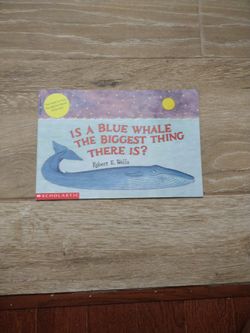 IS A BLUE WHALE
THE BIGGEST THING
THERE IS?
Robert E. Wells
SCHOLASTIC